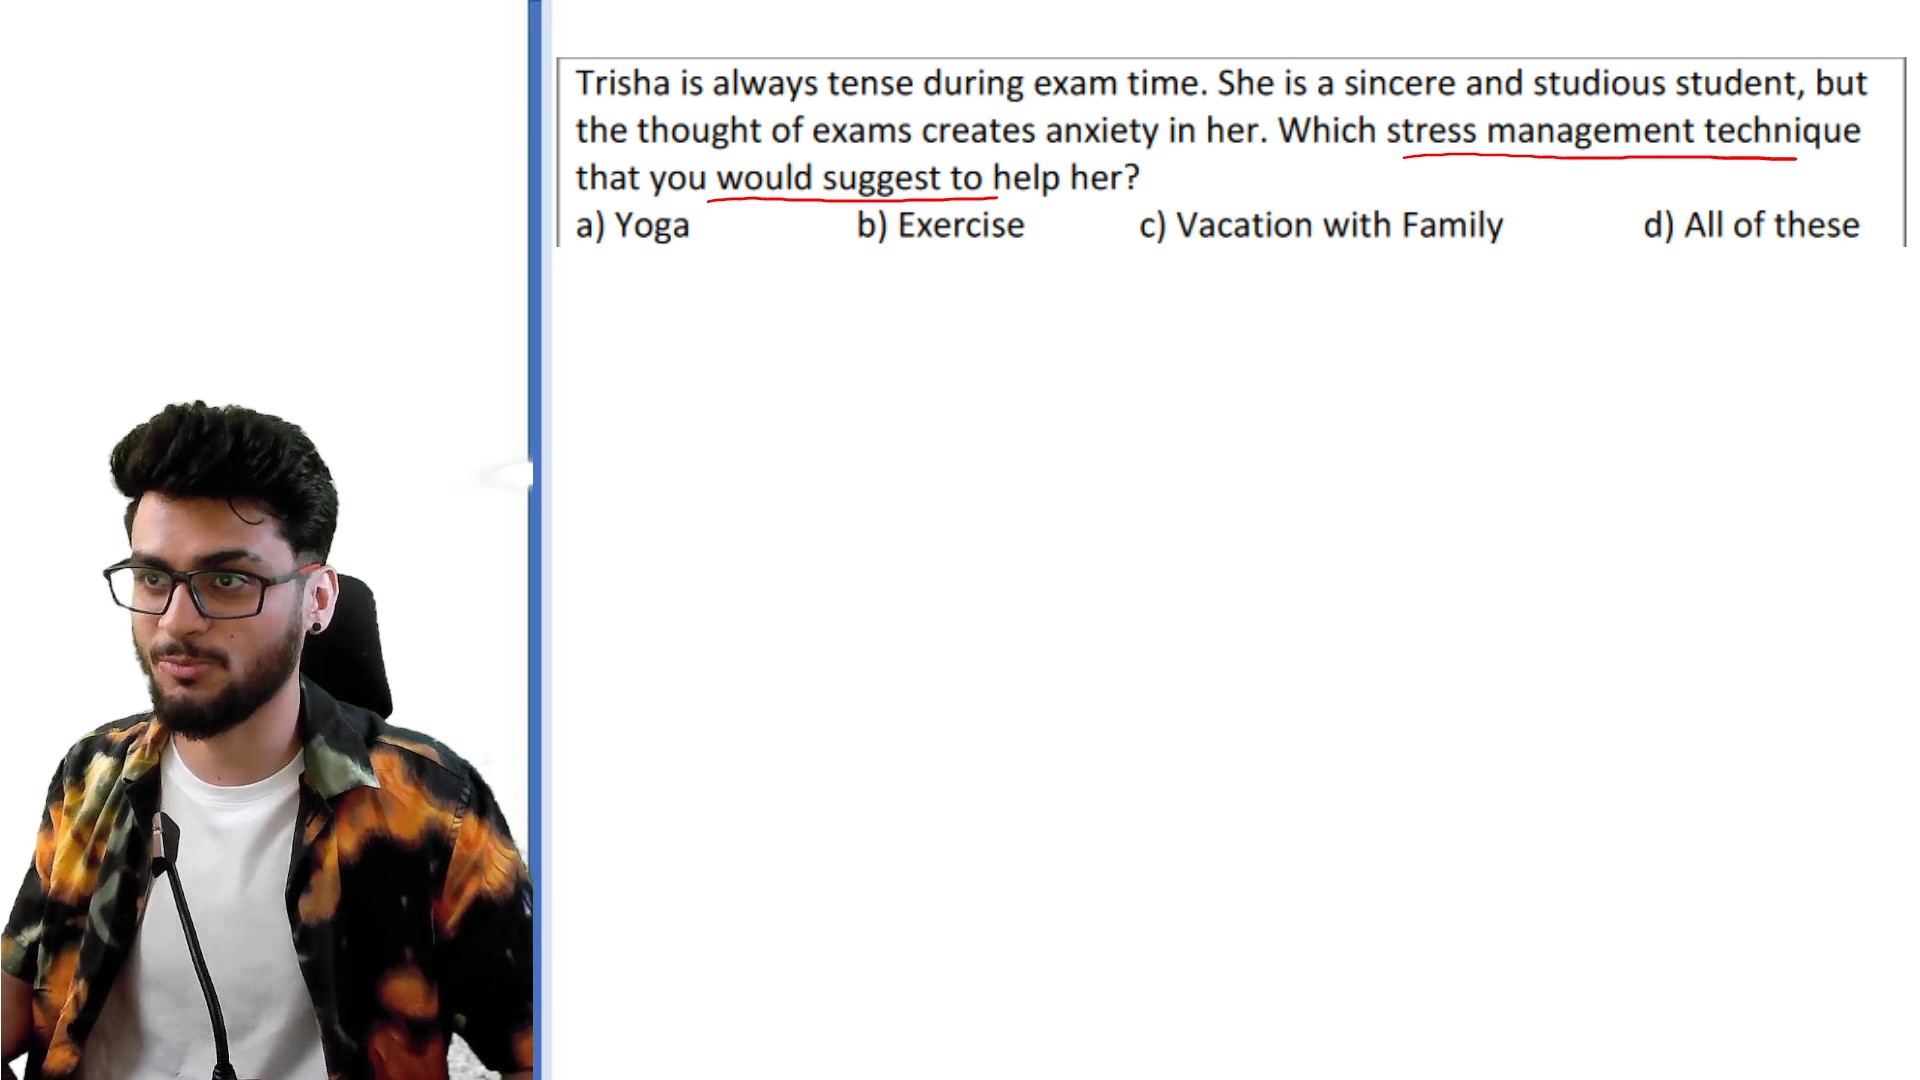 Trisha is always tense during exam time. She is a sincere and studious student, but
the thought of exams creates anxiety in her. Which stress management technique
that you would suggest to help her?
a) Yoga b) Exercise c) Vacation with Family d) All of these